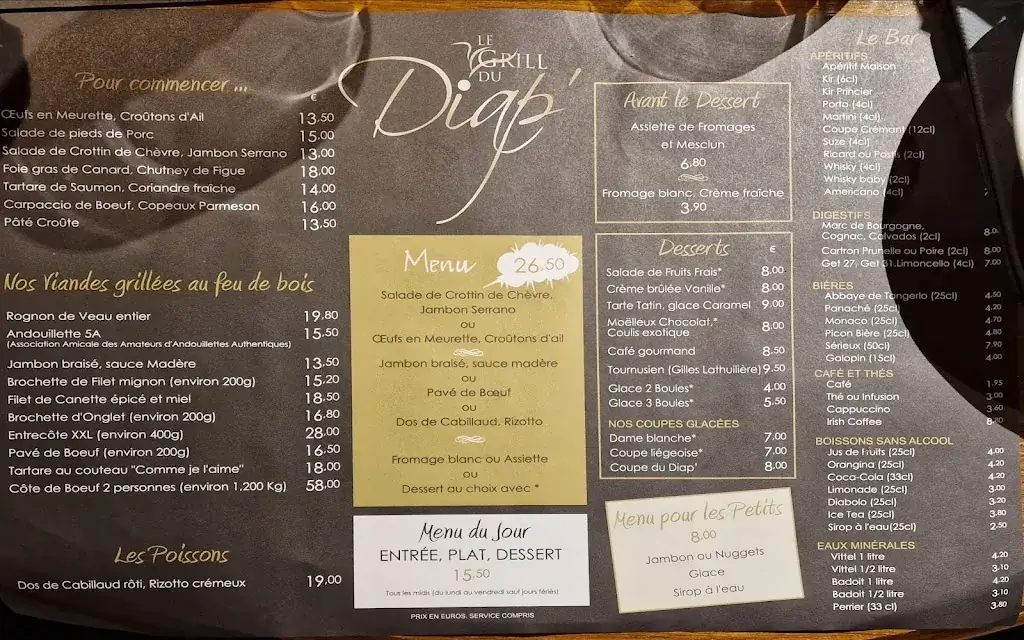 LE
GRILL
DU
Diap'
Pour commencer ...
€
Œufs en Meurette, Croûtons d'Ail 13.50
Salade de pieds de Porc 15.00
Salade de Crottin de Chèvre, Jambon Serrano 13.00
Foie gras de Canard, Chutney de Figue 18.00
Tartare de Saumon, Coriandre fraîche 14.00
Carpaccio de Boeuf, Copeaux Parmesan 16.00
Pâté Croûte 13.50
Nos Viandes grillées au feu de bois
Rognon de Veau entier 19.80
Andouillette 5A 15.50
(Association Amicale des Amateurs d'Andouillettes Authentiques)
Jambon braisé, sauce Madère 13.50
Brochette de Filet mignon (environ 200g) 15.20
Filet de Canette épicé et miel 18.50
Brochette d'Onglet (environ 200g) 16.80
Entrecôte XXL (environ 400g) 28.00
Pavé de Boeuf (environ 200g) 16.50
Tartare au couteau "Comme je l'aime" 18.00
Côte de Boeuf 2 personnes (environ 1.200 Kg) 58.00
Les Poissons
Dos de Cabillaud rôti, Rizotto crémeux 19.00
Menu 26.50
Salade de Crottin de Chèvre,
Jambon Serrano
ou
Œufs en Meurette, Croûtons d'ail
Jambon braisé, sauce madère
ou
Pavé de Bœuf
ou
Dos de Cabillaud, Rizotto
Fromage blanc ou Assiette
ou
Dessert au choix avec *
Menu du Jour
ENTRÉE, PLAT, DESSERT
15.50
Tous les midis (du lundi au vendredi sauf jours fériés)
PRIX EN EUROS. SERVICE COMPRIS
Avant le Dessert
Assiette de Fromages
et Mesclun
6.80
Fromage blanc, Crème fraîche
3.90
Desserts €
Salade de Fruits Frais* 8.00
Crème brûlée Vanille* 8.00
Tarte Tatin, glace Caramel 9.00
Moëlleux Chocolat,*
Coulis exotique 8.00
Café gourmand 8.50
Tournusien (Gilles Lathuilière) 9.50
Glace 2 Boules* 4.00
Glace 3 Boules* 5.50
NOS COUPES GLACÉES
Dame blanche* 7.00
Coupe liégeoise* 7.00
Coupe du Diap' 8.00
Menu pour les Petits
8.00
Jambon ou Nuggets
Glace
Sirop à l'eau
Le Bar
APÉRITIFS
Apéritif Maison
Kir (6cl)
Kir Princier
Porto (4cl)
Martini (4cl)
Coupe Crémant (12cl)
Suze (4cl)
Ricard ou Pastis (2cl)
Whisky (4cl)
Whisky baby (2cl)
Americano (4cl)
DIGESTIFS
Marc de Bourgogne,
Cognac, Calvados (2cl)
Cartron Prunelle ou Poire (2cl) 8.00
Get 27, Get 31, Limoncello (4cl) 7.00
BIÈRES
Abbaye de Tangerlo (25cl) 4.50
Panaché (25cl) 4.20
Monaco (25cl) 4.70
Picon Bière (25cl) 4.80
Sérieux (50cl) 7.90
Galopin (15cl) 4.00
CAFÉ ET THÉS
Café 1.95
Thé ou Infusion 3.00
Cappuccino 3.60
Irish Coffee 8.80
BOISSONS SANS ALCOOL
Jus de fruits (25cl) 4.00
Orangina (25cl) 4.00
Coca-Cola (33cl) 4.20
Limonade (25cl) 3.00
Diabolo (25cl) 3.20
Ice Tea (25cl) 3.80
Sirop à l'eau(25cl) 2.50
EAUX MINÉRALES
Vittel 1 litre 4.20
Vittel 1/2 litre 3.10
Badoit 1 litre 4.20
Badoit 1/2 litre 3.10
Perrier (33 cl) 3.80